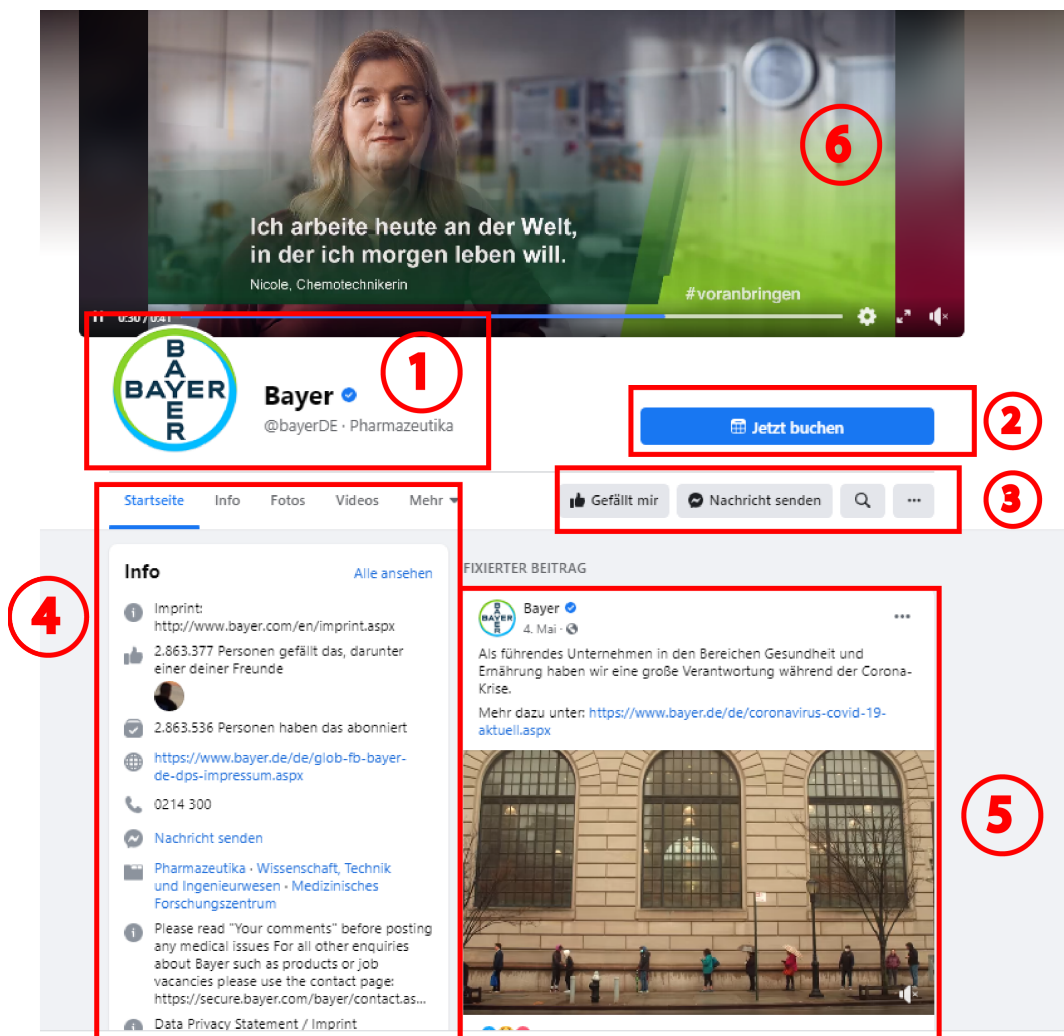 Ich arbeite heute an der Welt,
in der ich morgen leben will.
Nicole, Chemotechnikerin
#voranbringen
6
0:30 / 0:41
BAYER
BAYER
Bayer
@bayerDE · Pharmazeutika
1
Jetzt buchen
2
Startseite Info Fotos Videos Mehr
Gefällt mir Nachricht senden ...
3
4
Info Alle ansehen
Imprint:
http://www.bayer.com/en/imprint.aspx
2.863.377 Personen gefällt das, darunter
einer deiner Freunde
2.863.536 Personen haben das abonniert
https://www.bayer.de/de/glob-fb-bayer-
de-dps-impressum.aspx
0214 300
Nachricht senden
Pharmazeutika · Wissenschaft, Technik
und Ingenieurwesen · Medizinisches
Forschungszentrum
Please read "Your comments" before posting
any medical issues For all other enquiries
about Bayer such as products or job
vacancies please use the contact page:
https://secure.bayer.com/bayer/contact.as...
Data Privacy Statement / Imprint
FIXIERTER BEITRAG
BAYER
BAYER
Bayer
...
4. Mai ·
Als führendes Unternehmen in den Bereichen Gesundheit und
Ernährung haben wir eine große Verantwortung während der Corona-
Krise.
Mehr dazu unter: https://www.bayer.de/de/coronavirus-covid-19-
aktuell.aspx
5